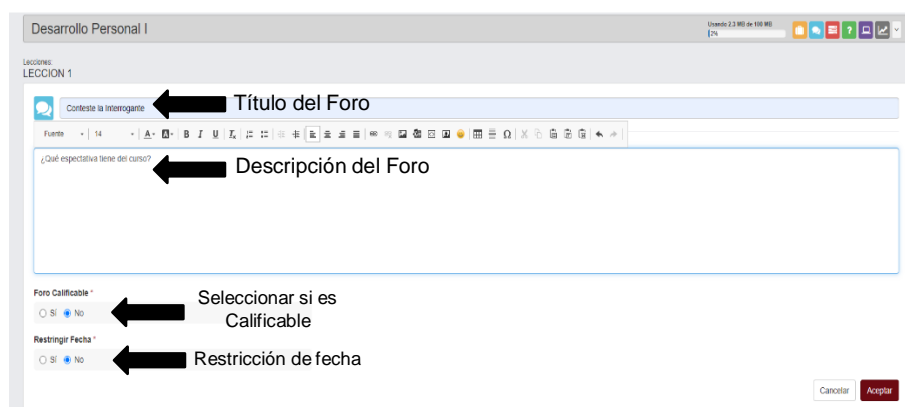 Desarrollo Personal I
Usando 2.3 MB de 100 MB
2%
Lecciones:
LECCION 1
Conteste la Interrogante
Título del Foro
Fuente
14
¿Qué espectativa tiene del curso?
Descripción del Foro
Foro Calificable *
Sí No
Seleccionar si es
Calificable
Restringir Fecha *
Sí No
Restricción de fecha
Cancelar Aceptar